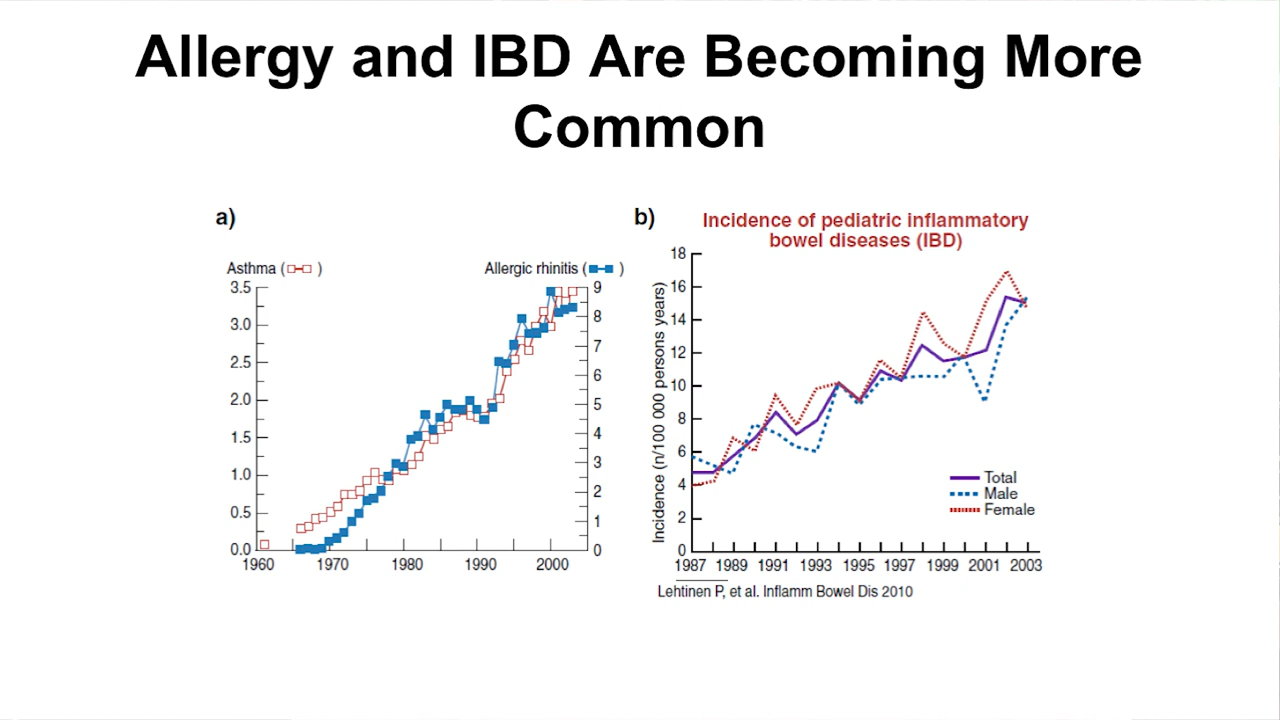 Allergy and IBD Are Becoming More
Common
a)
Asthma ( )
Allergic rhinitis ( )
3.5
3.0
2.5
2.0
1.5
1.0
0.5
0.0
9
8
7
6
5
4
3
2
1
0
1960 1970 1980 1990 2000
b)
Incidence of pediatric inflammatory
bowel diseases (IBD)
Incidence (n/100 000 persons years)
18
16
14
12
10
8
6
4
2
0
Total
Male
Female
1987 1989 1991 1993 1995 1997 1999 2001 2003
Lehtinen P, et al. Inflamm Bowel Dis 2010